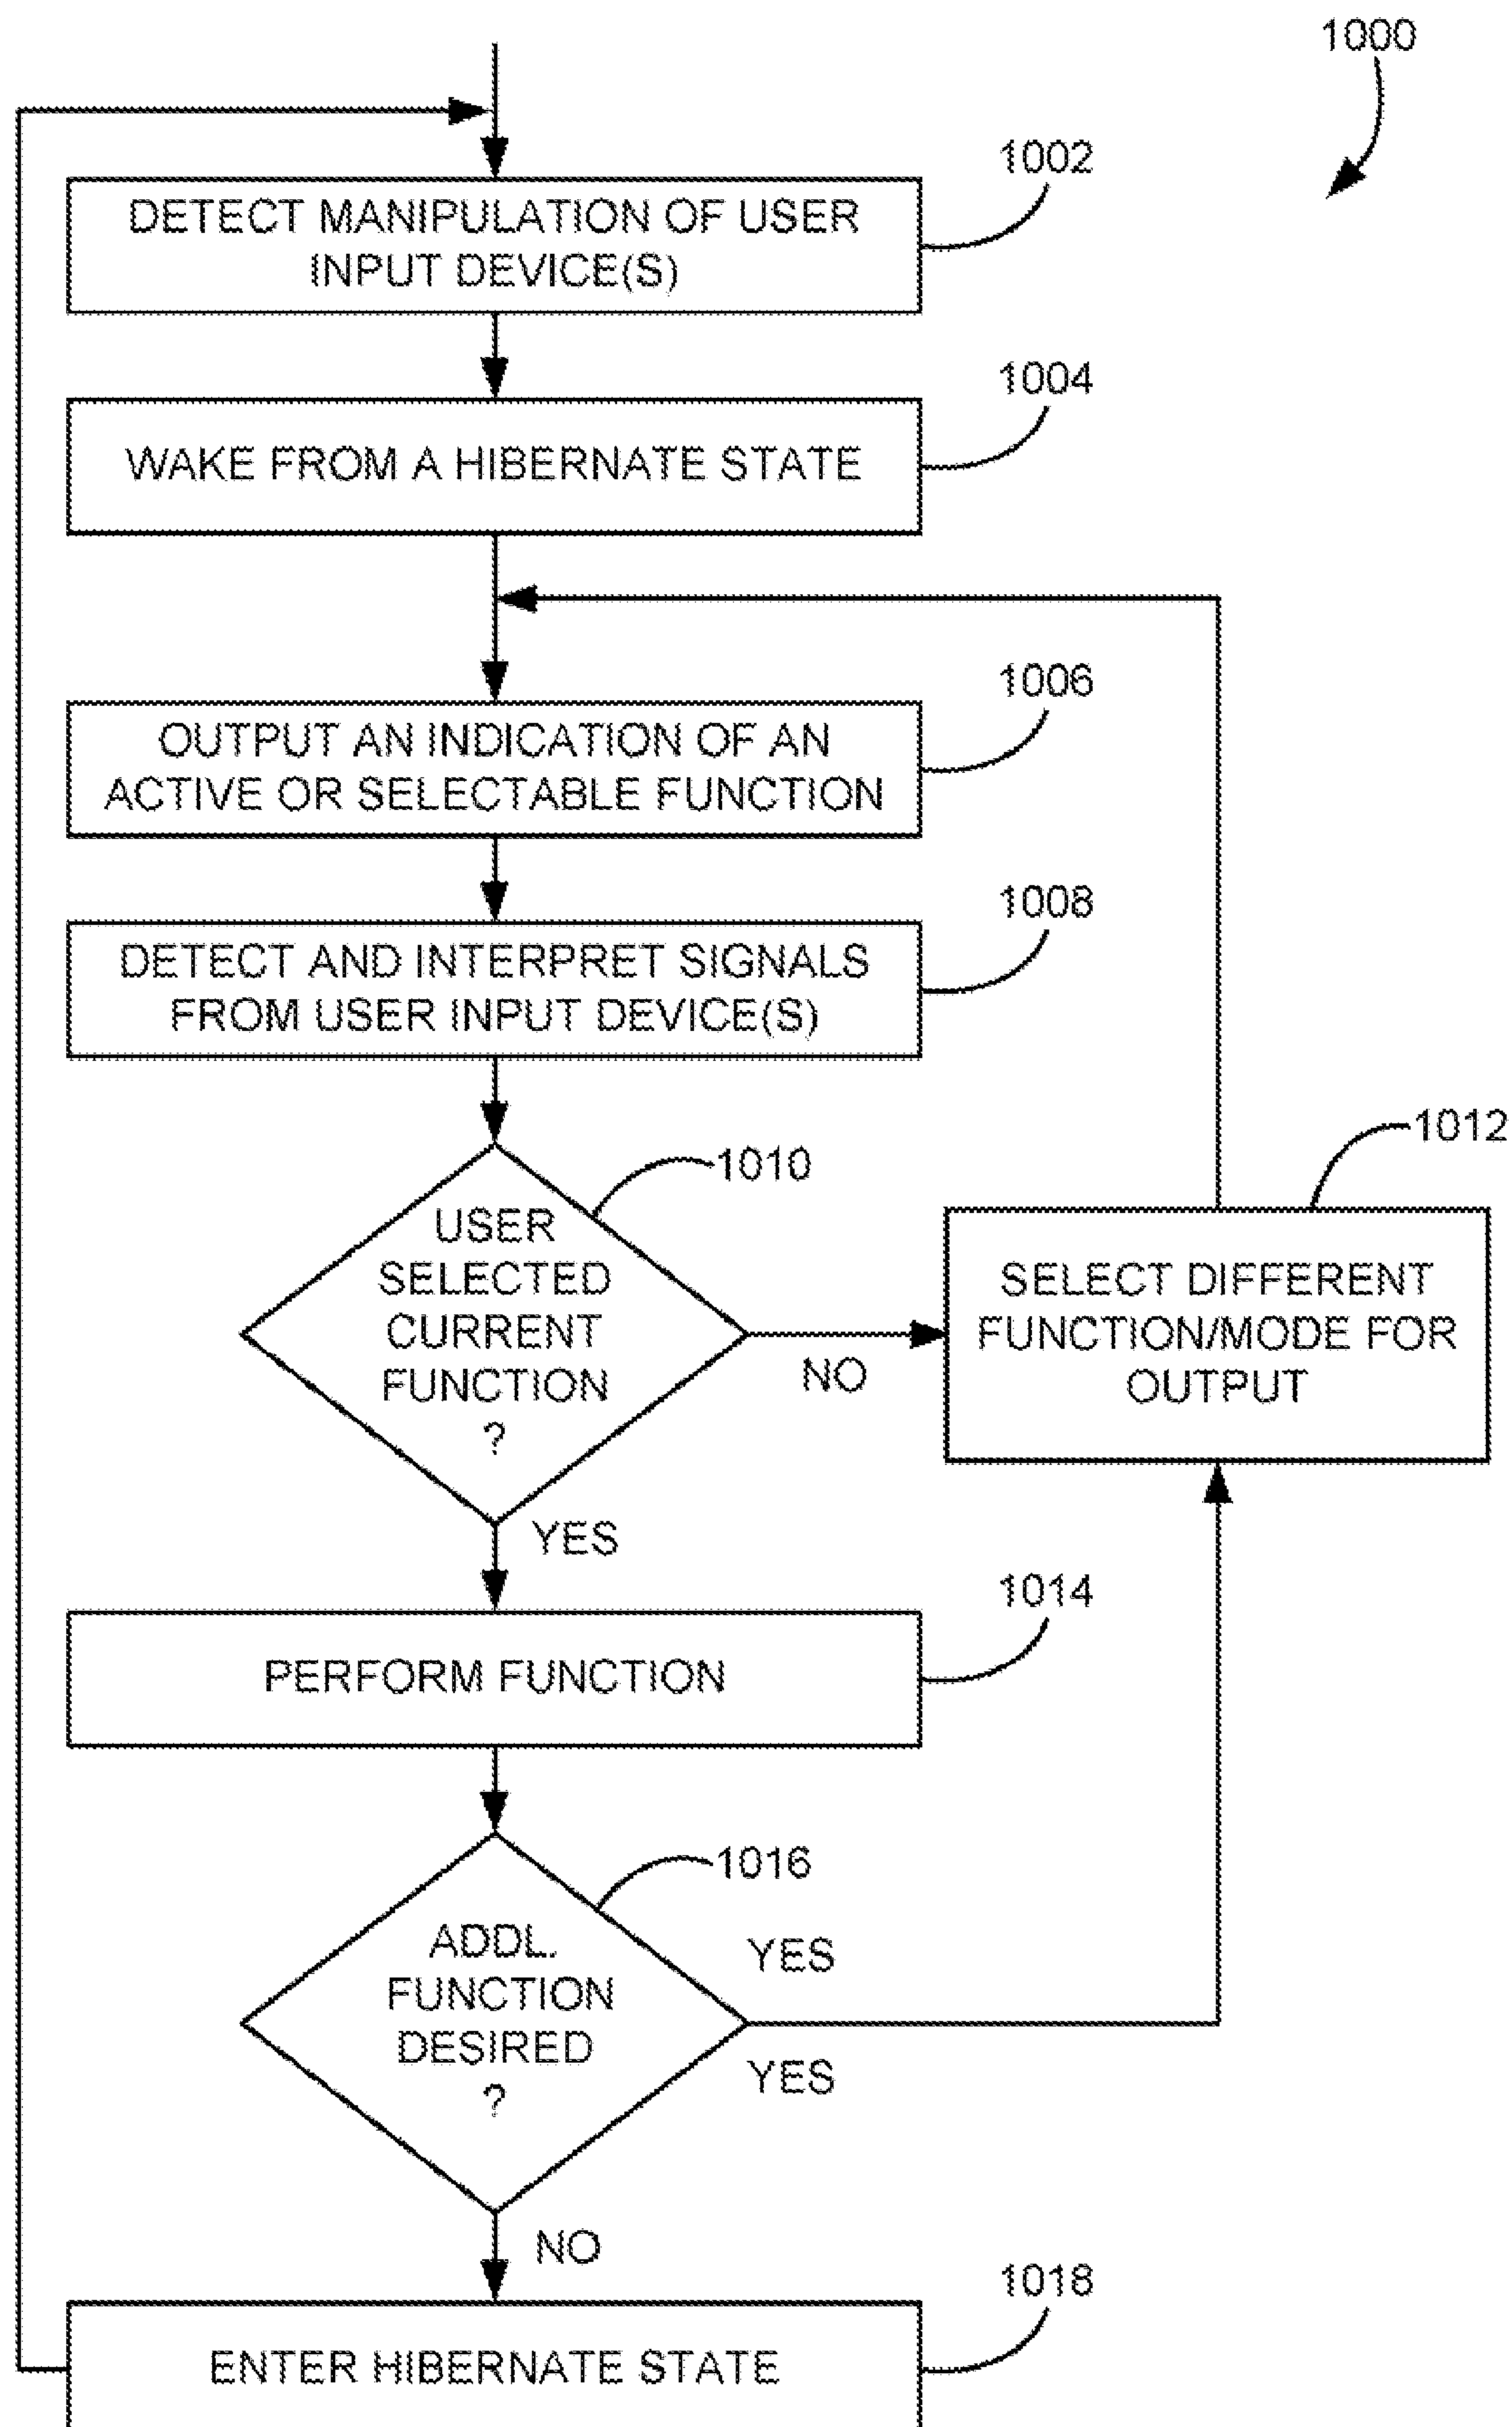 1000
1002
DETECT MANIPULATION OF USER
INPUT DEVICE(S)
1004
WAKE FROM A HIBERNATE STATE
1006
OUTPUT AN INDICATION OF AN
ACTIVE OR SELECTABLE FUNCTION
1008
DETECT AND INTERPRET SIGNALS
FROM USER INPUT DEVICE(S)
1010
USER
SELECTED
CURRENT
FUNCTION
?
NO
1012
SELECT DIFFERENT
FUNCTION/MODE FOR
OUTPUT
YES
1014
PERFORM FUNCTION
1016
ADDL.
FUNCTION
DESIRED
?
YES
YES
NO
1018
ENTER HIBERNATE STATE